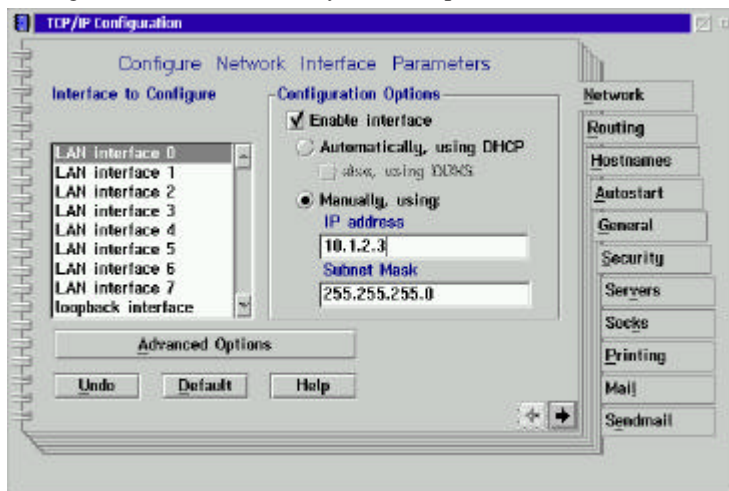 TCP/IP Configuration
Configure Network Interface Parameters
Interface to Configure
LAN interface 0
LAN interface 1
LAN interface 2
LAN interface 3
LAN interface 4
LAN interface 5
LAN interface 6
LAN interface 7
loopback interface
Configuration Options
Enable interface
Automatically, using DHCP
also, using DDNS
Manually, using:
IP address
10.1.2.3
Subnet Mask
255.255.255.0
Advanced Options
Undo
Default
Help
Network
Routing
Hostnames
Autostart
General
Security
Servers
Socks
Printing
Mail
Sendmail